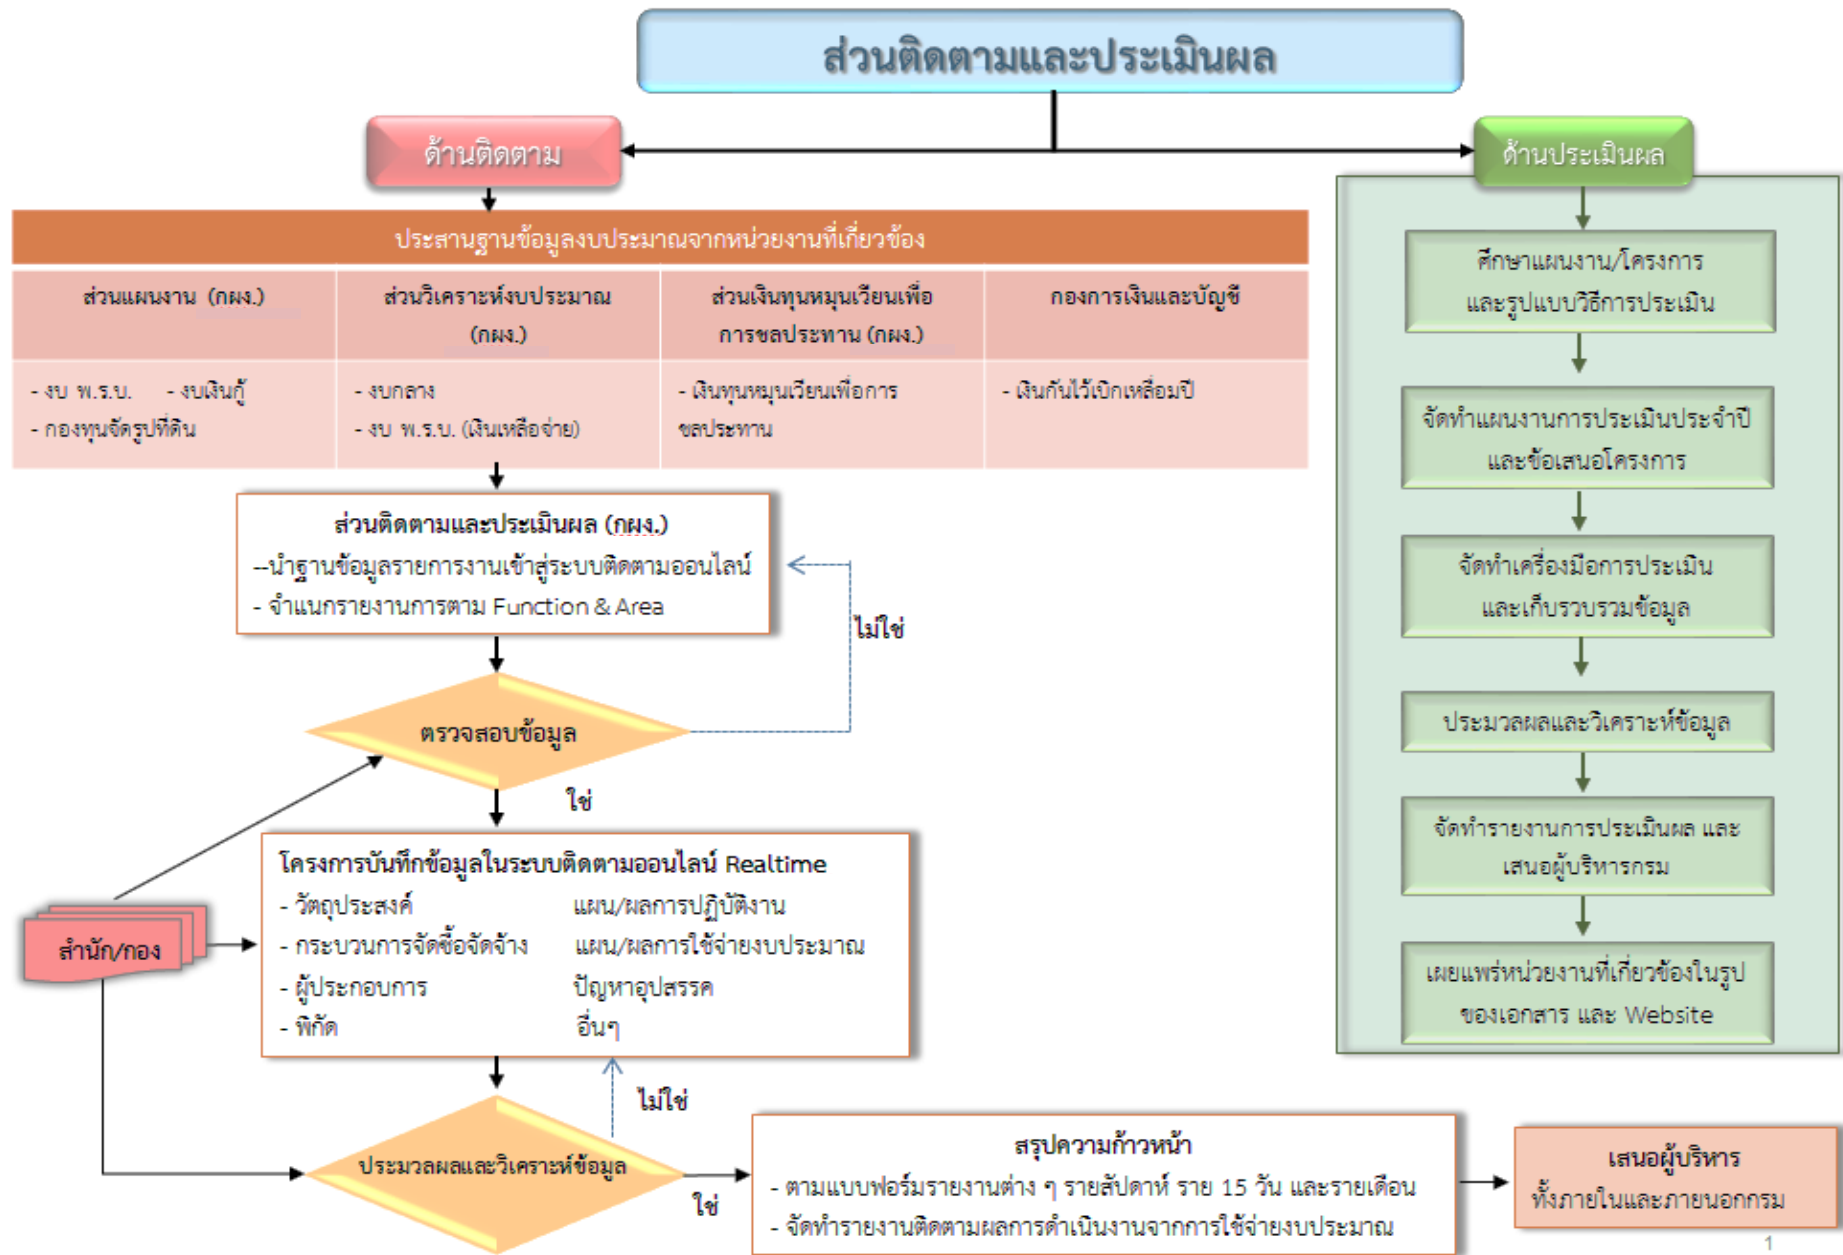 ส่วนติดตามและประเมินผล
ด้านติดตาม
ด้านประเมินผล
ประสานฐานข้อมูลงบประมาณจากหน่วยงานที่เกี่ยวข้อง
ส่วนแผนงาน (กผง.)
ส่วนวิเคราะห์งบประมาณ
(กผง.)
ส่วนเงินทุนหมุนเวียนเพื่อ
การชลประทาน (กผง.)
กองการเงินและบัญชี
- งบ พ.ร.บ. - งบเงินกู้
- กองทุนจัดรูปที่ดิน
- งบกลาง
- งบ พ.ร.บ. (เงินเหลือจ่าย)
- เงินทุนหมุนเวียนเพื่อการ
ชลประทาน
- เงินกันไว้เบิกเหลื่อมปี
ส่วนติดตามและประเมินผล (กผง.)
--นำฐานข้อมูลรายการงานเข้าสู่ระบบติดตามออนไลน์
- จำแนกรายงานการตาม Function & Area
ไม่ใช่
ตรวจสอบข้อมูล
ใช่
โครงการบันทึกข้อมูลในระบบติดตามออนไลน์ Realtime
- วัตถุประสงค์ แผน/ผลการปฏิบัติงาน
- กระบวนการจัดซื้อจัดจ้าง แผน/ผลการใช้จ่ายงบประมาณ
- ผู้ประกอบการ ปัญหาอุปสรรค
- พิกัด อื่นๆ
สำนัก/กอง
ไม่ใช่
ประมวลผลและวิเคราะห์ข้อมูล
ใช่
สรุปความก้าวหน้า
- ตามแบบฟอร์มรายงานต่าง ๆ รายสัปดาห์ ราย 15 วัน และรายเดือน
- จัดทำรายงานติดตามผลการดำเนินงานจากการใช้จ่ายงบประมาณ
เสนอผู้บริหาร
ทั้งภายในและภายนอกกรม
ศึกษาแผนงาน/โครงการ
และรูปแบบวิธีการประเมิน
จัดทำแผนงานการประเมินประจำปี
และข้อเสนอโครงการ
จัดทำเครื่องมือการประเมิน
และเก็บรวบรวมข้อมูล
ประมวลผลและวิเคราะห์ข้อมูล
จัดทำรายงานการประเมินผล และ
เสนอผู้บริหารกรม
เผยแพร่หน่วยงานที่เกี่ยวข้องในรูป
ของเอกสาร และ Website
1